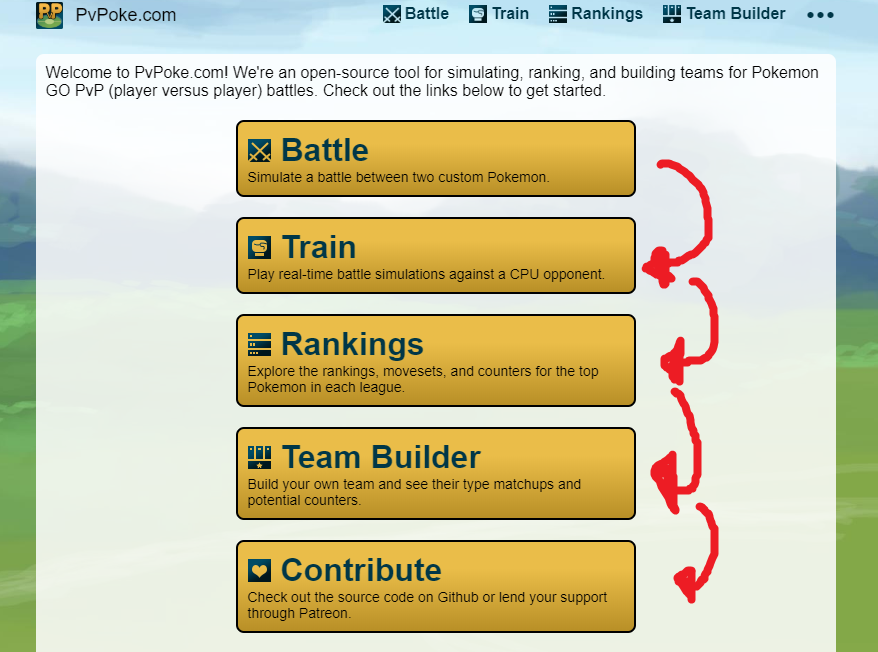 PvPoke.com Battle Train Rankings Team Builder
Welcome to PvPoke.com! We're an open-source tool for simulating, ranking, and building teams for Pokemon
GO PvP (player versus player) battles. Check out the links below to get started.
Battle
Simulate a battle between two custom Pokemon.
Train
Play real-time battle simulations against a CPU opponent.
Rankings
Explore the rankings, movesets, and counters for the top
Pokemon in each league.
Team Builder
Build your own team and see their type matchups and
potential counters.
Contribute
Check out the source code on Github or lend your support
through Patreon.